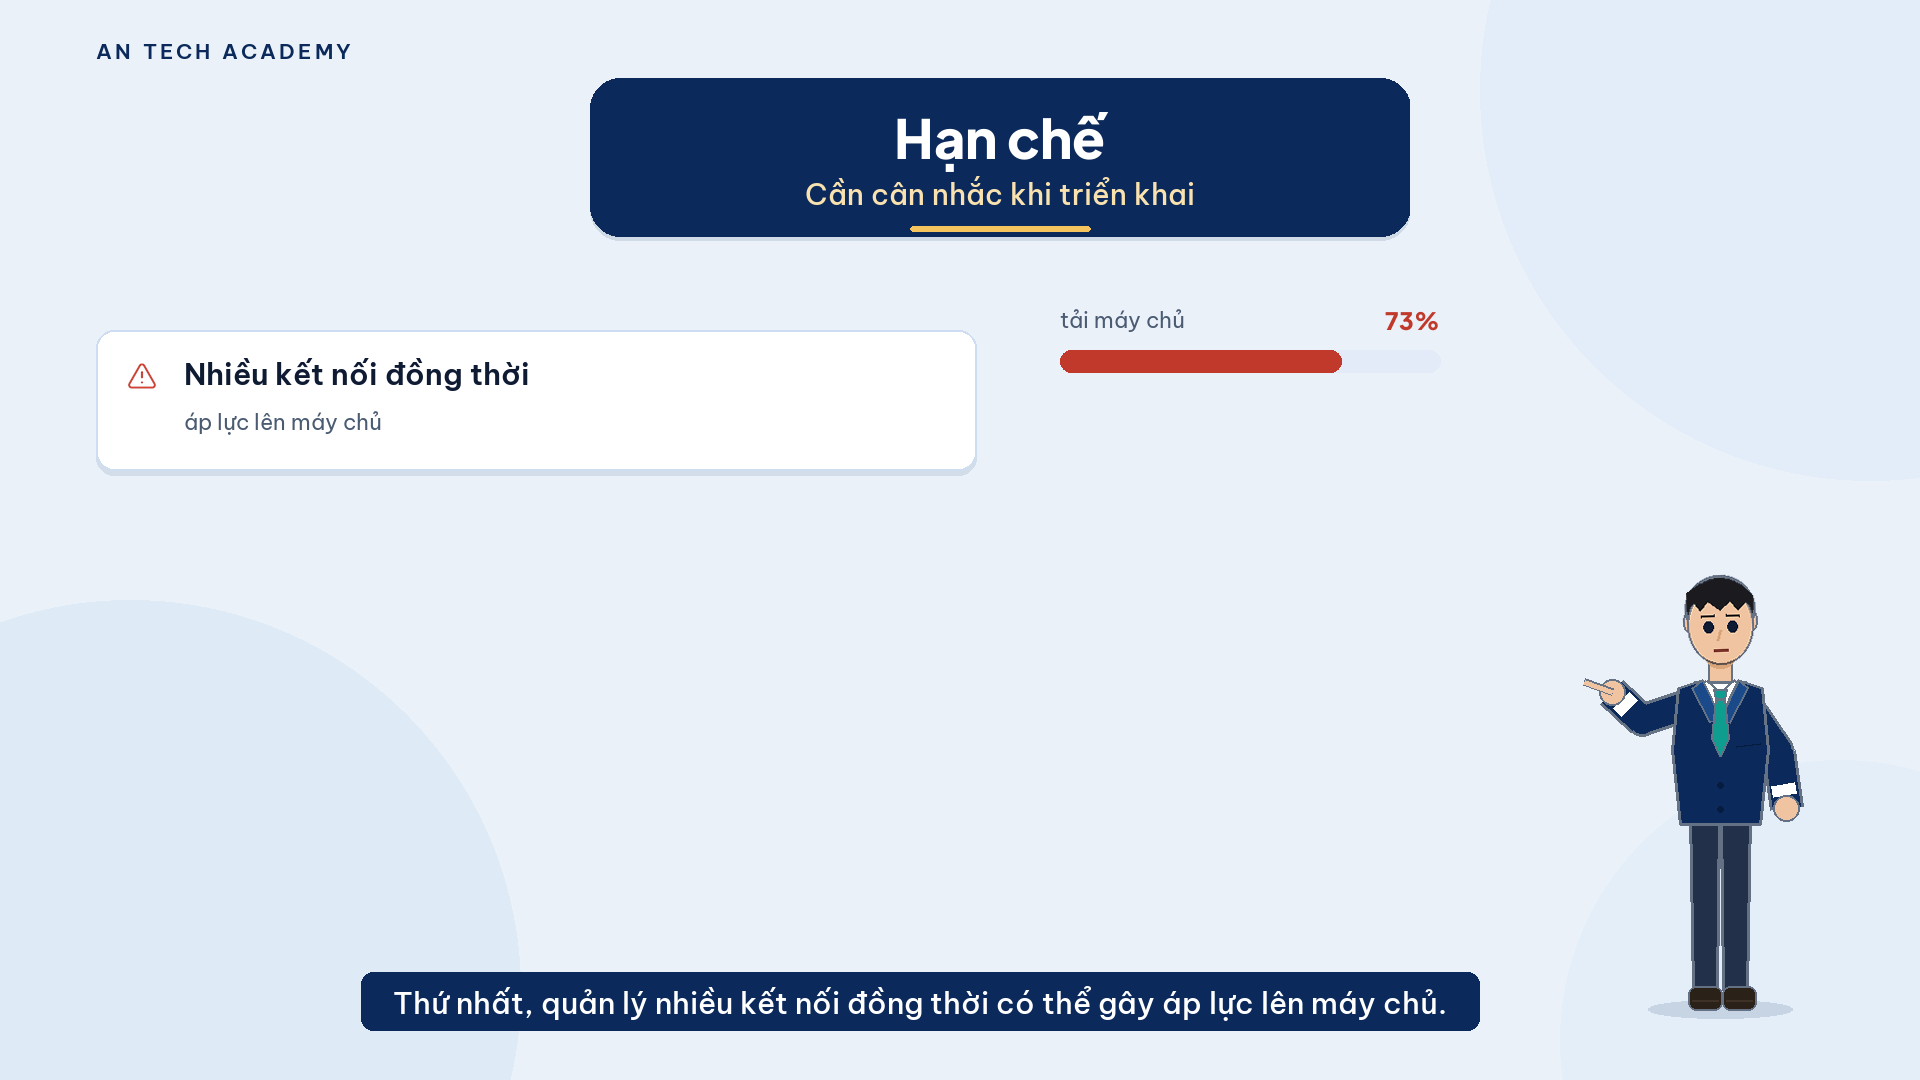 AN TECH ACADEMY
Hạn chế
Cần cân nhắc khi triển khai
tải máy chủ 73%
Nhiều kết nối đồng thời
áp lực lên máy chủ
Thứ nhất, quản lý nhiều kết nối đồng thời có thể gây áp lực lên máy chủ.